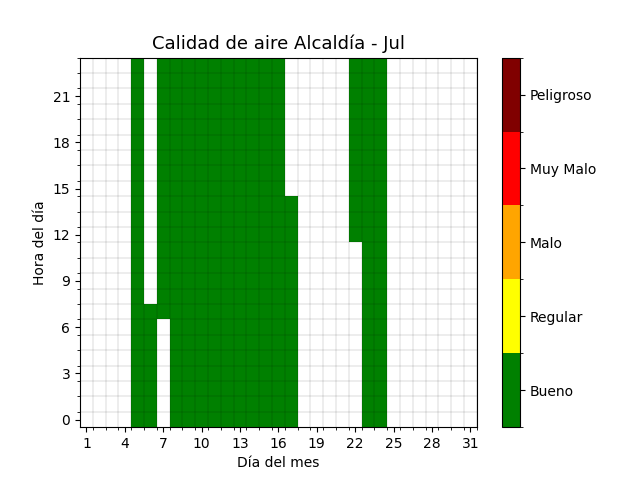 Calidad de aire Alcaldía - Jul
Hora del día
21
18
15
12
9
6
3
0
1 4 7 10 13 16 19 22 25 28 31
Día del mes
Peligroso
Muy Malo
Malo
Regular
Bueno